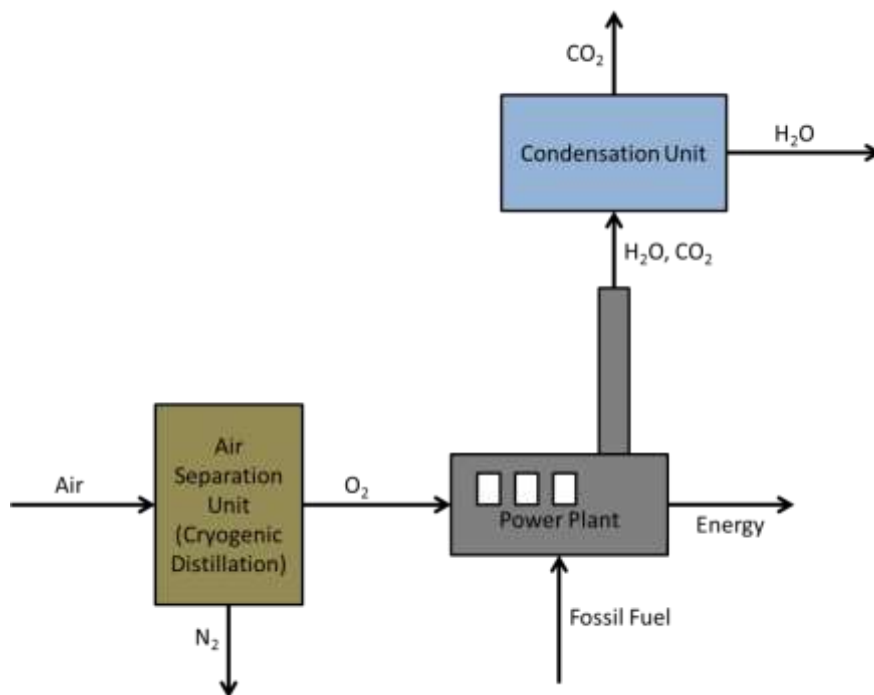 CO₂
Condensation Unit
H₂O
H₂O, CO₂
Air
Air
Separation
Unit
(Cryogenic
Distillation)
O₂
Power Plant
Energy
N₂
Fossil Fuel